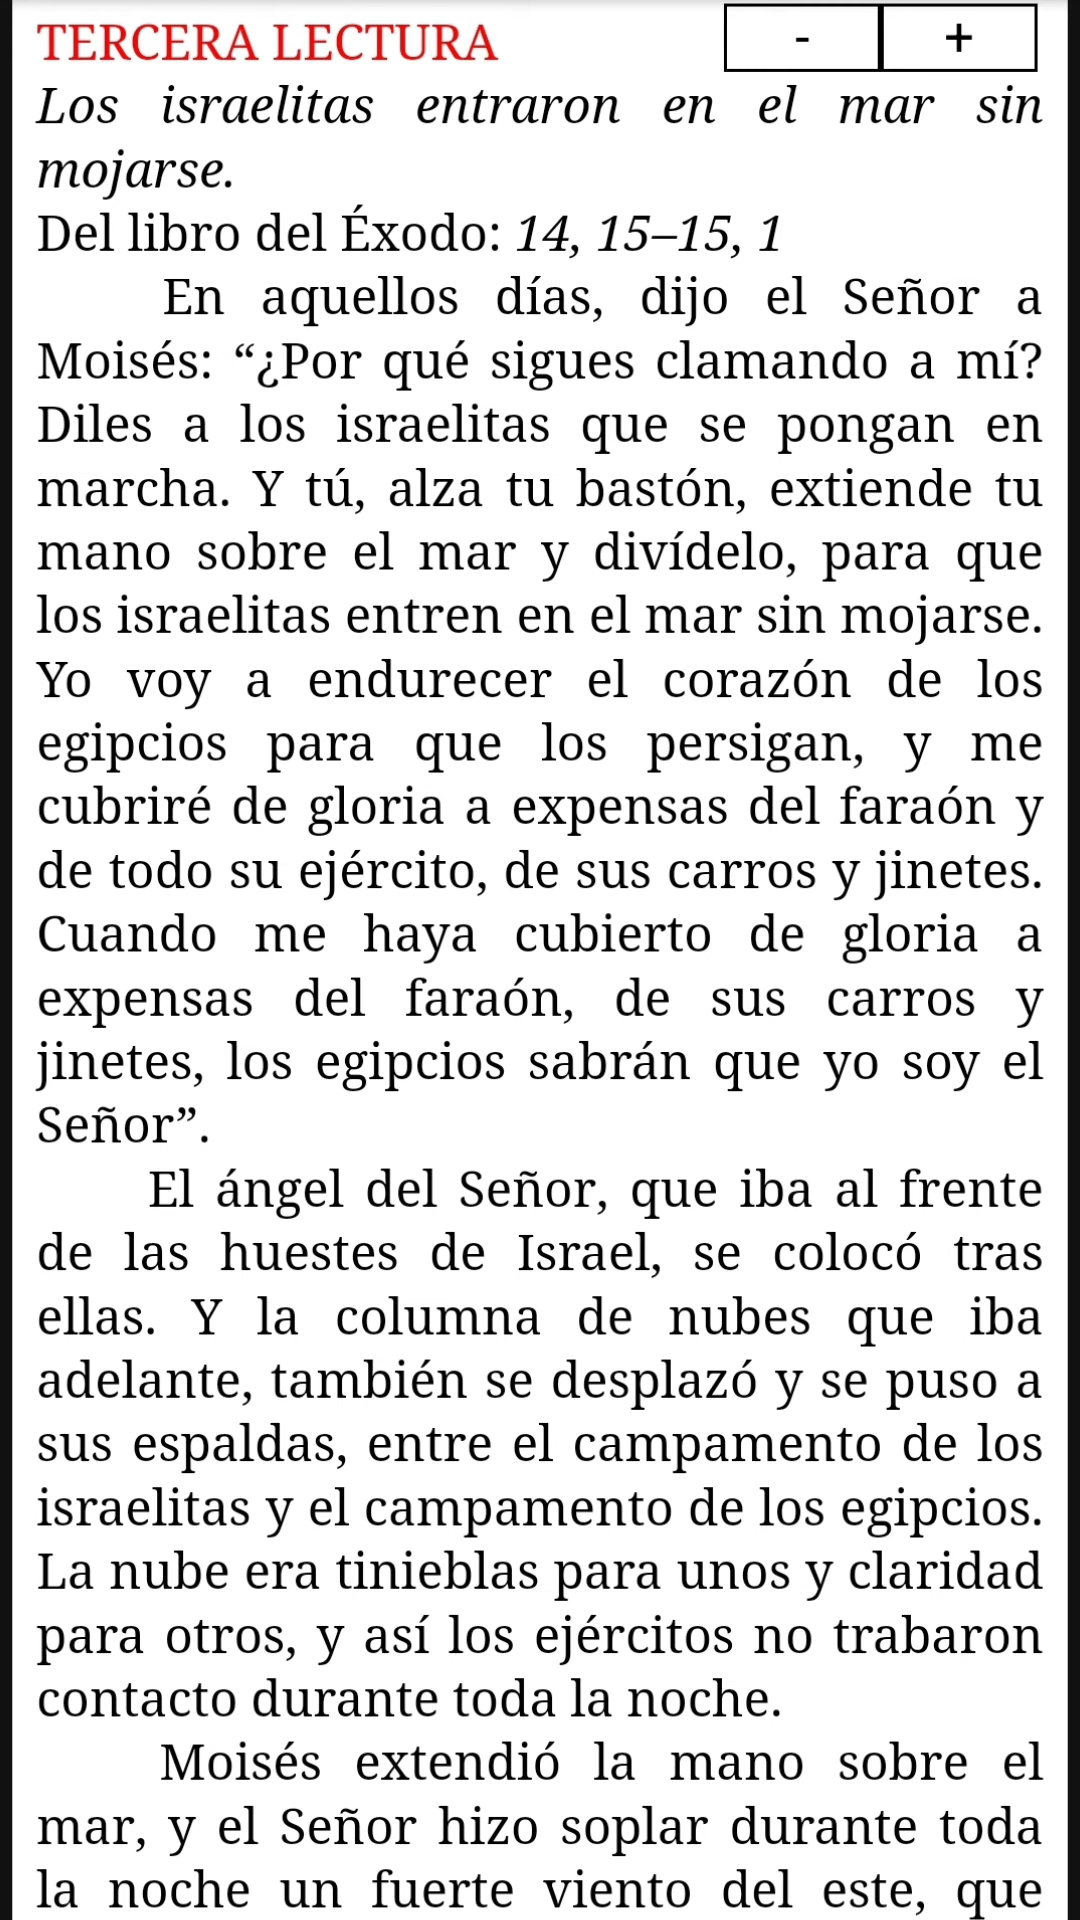 TERCERA LECTURA
- +
Los israelitas entraron en el mar sin
mojarse.
Del libro del Éxodo: 14, 15–15, 1
En aquellos días, dijo el Señor a
Moisés: “¿Por qué sigues clamando a mí?
Diles a los israelitas que se pongan en
marcha. Y tú, alza tu bastón, extiende tu
mano sobre el mar y divídelo, para que
los israelitas entren en el mar sin mojarse.
Yo voy a endurecer el corazón de los
egipcios para que los persigan, y me
cubriré de gloria a expensas del faraón y
de todo su ejército, de sus carros y jinetes.
Cuando me haya cubierto de gloria a
expensas del faraón, de sus carros y
jinetes, los egipcios sabrán que yo soy el
Señor”.
El ángel del Señor, que iba al frente
de las huestes de Israel, se colocó tras
ellas. Y la columna de nubes que iba
adelante, también se desplazó y se puso a
sus espaldas, entre el campamento de los
israelitas y el campamento de los egipcios.
La nube era tinieblas para unos y claridad
para otros, y así los ejércitos no trabaron
contacto durante toda la noche.
Moisés extendió la mano sobre el
mar, y el Señor hizo soplar durante toda
la noche un fuerte viento del este, que